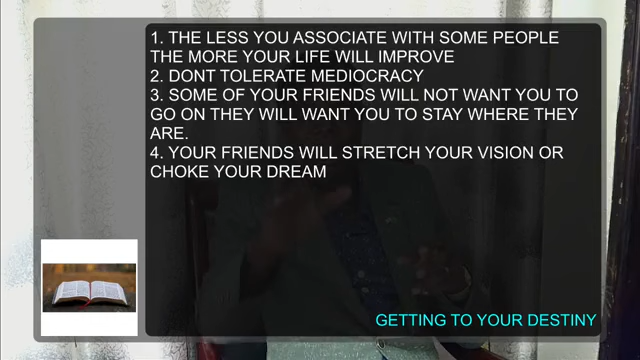 1. THE LESS YOU ASSOCIATE WITH SOME PEOPLE
THE MORE YOUR LIFE WILL IMPROVE
2. DONT TOLERATE MEDIOCRACY
3. SOME OF YOUR FRIENDS WILL NOT WANT YOU TO
GO ON THEY WILL WANT YOU TO STAY WHERE THEY
ARE.
4. YOUR FRIENDS WILL STRETCH YOUR VISION OR
CHOKE YOUR DREAM
GETTING TO YOUR DESTINY